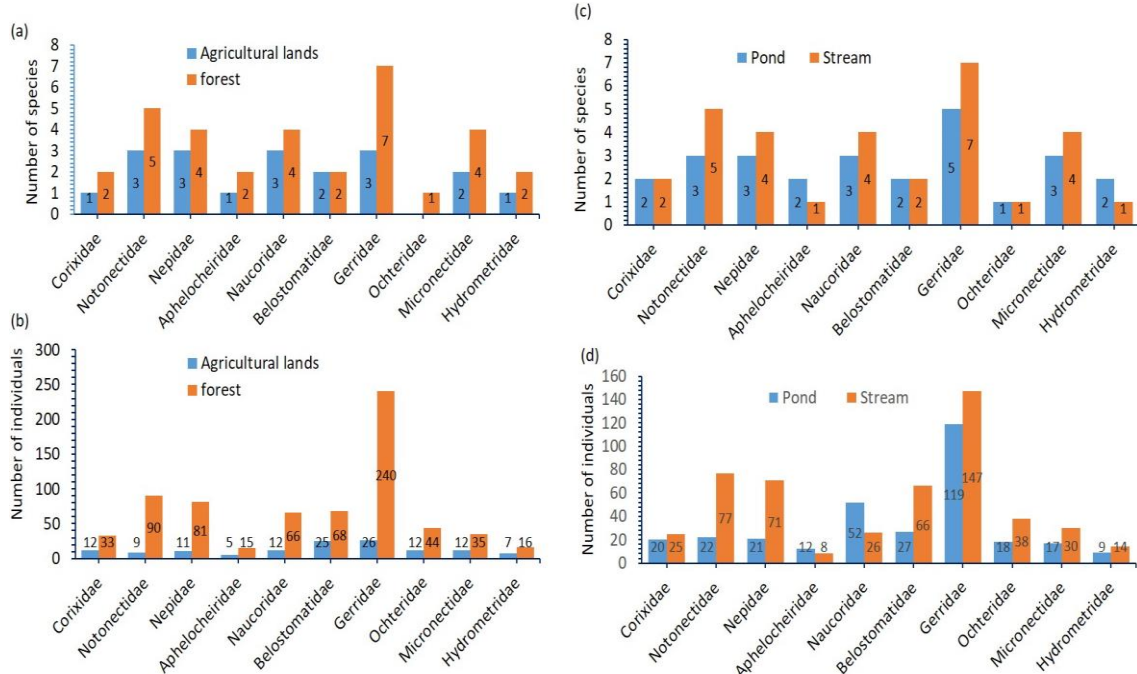 (a)
Number of species
8
7
6
5
4
3
2
1
0
Agricultural lands
forest
1 2 3 5 3 4 1 2 3 4 2 2 3 7 1 2 4 1 2
Corixidae Notonectidae Nepidae Aphelocheiridae Naucoridae Belostomatidae Gerridae Ochteridae Micronectidae Hydrometridae
(b)
Number of individuals
300
250
200
150
100
50
0
Agricultural lands
forest
12 33 9 90 11 81 5 15 12 66 25 68 26 240 12 44 12 35 7 16
Corixidae Notonectidae Nepidae Aphelocheiridae Naucoridae Belostomatidae Gerridae Ochteridae Micronectidae Hydrometridae
(c)
Number of species
8
7
6
5
4
3
2
1
0
Pond Stream
2 2 3 5 3 4 2 1 3 4 2 2 5 7 1 1 3 4 2 1
Corixidae Notonectidae Nepidae Aphelocheiridae Naucoridae Belostomatidae Gerridae Ochteridae Micronectidae Hydrometridae
(d)
Number of individuals
160
140
120
100
80
60
40
20
0
Pond Stream
20 25 22 77 21 71 12 8 52 26 27 66 119 147 18 38 17 30 9 14
Corixidae Notonectidae Nepidae Aphelocheiridae Naucoridae Belostomatidae Gerridae Ochteridae Micronectidae Hydrometridae